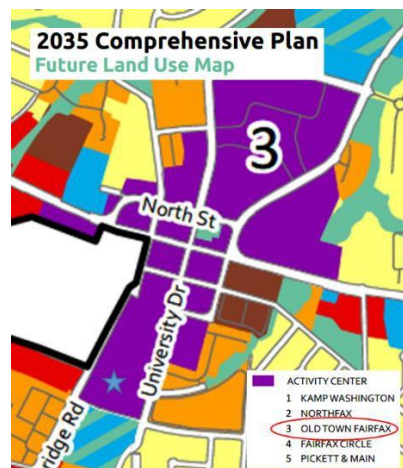 2035 Comprehensive Plan
Future Land Use Map
3
North St
University Dr
ridge Rd
ACTIVITY CENTER
1 KAMP WASHINGTON
2 NORTHFAX
3 OLD TOWN FAIRFAX
4 FAIRFAX CIRCLE
5 PICKETT & MAIN